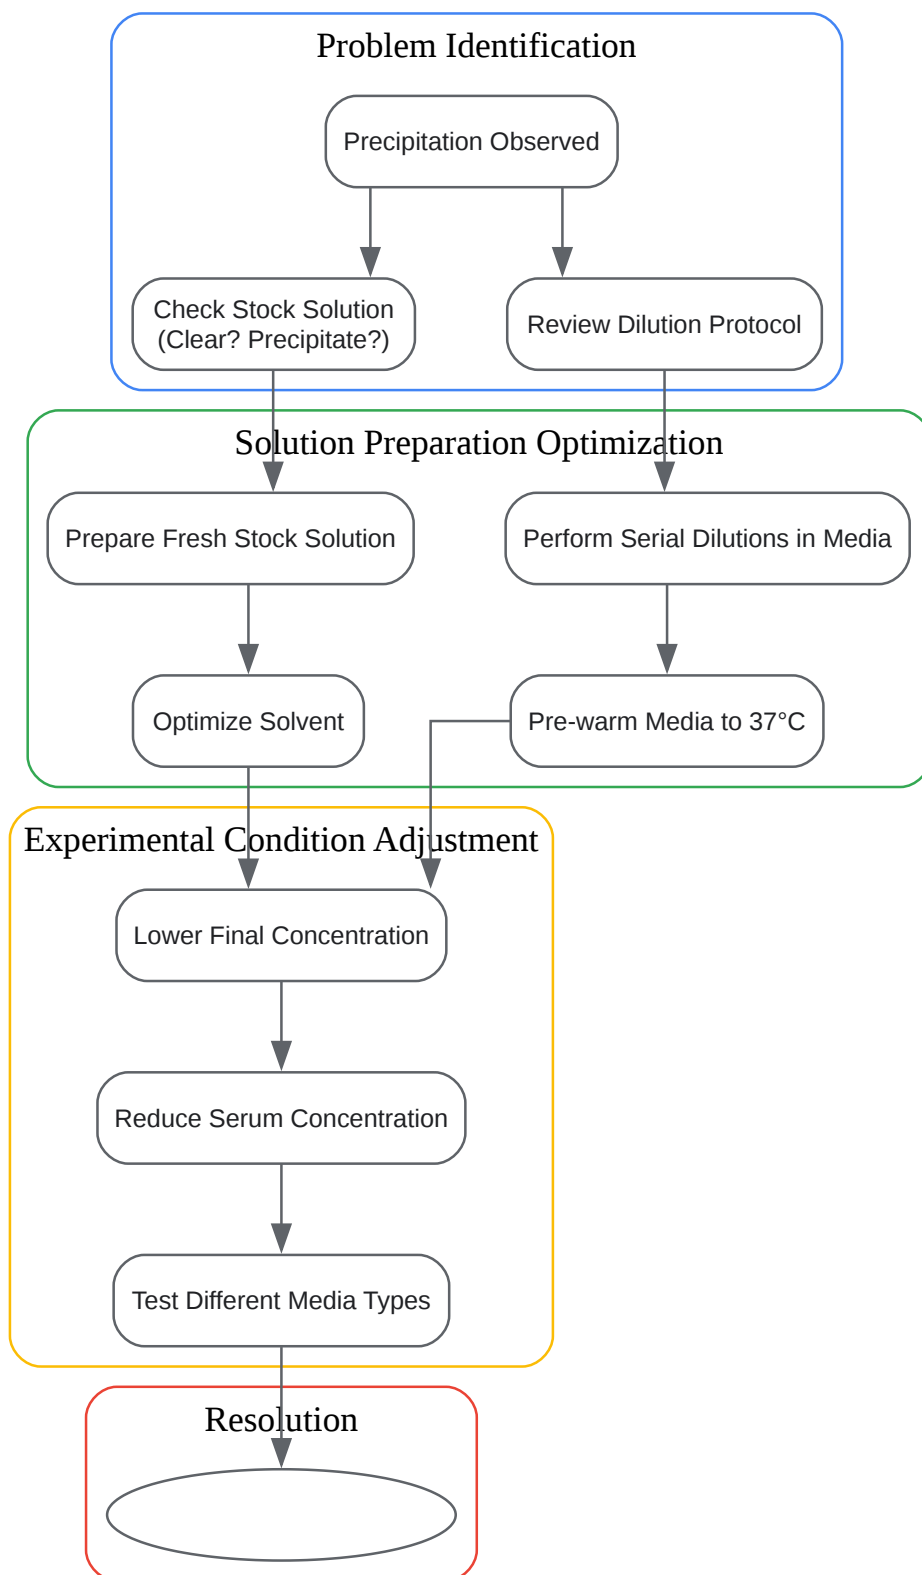 Problem Identification
Precipitation Observed
Check Stock Solution
(Clear? Precipitate?)
Review Dilution Protocol
Solution Preparation Optimization
Prepare Fresh Stock Solution
Perform Serial Dilutions in Media
Optimize Solvent
Pre-warm Media to 37°C
Experimental Condition Adjustment
Lower Final Concentration
Reduce Serum Concentration
Test Different Media Types
Resolution